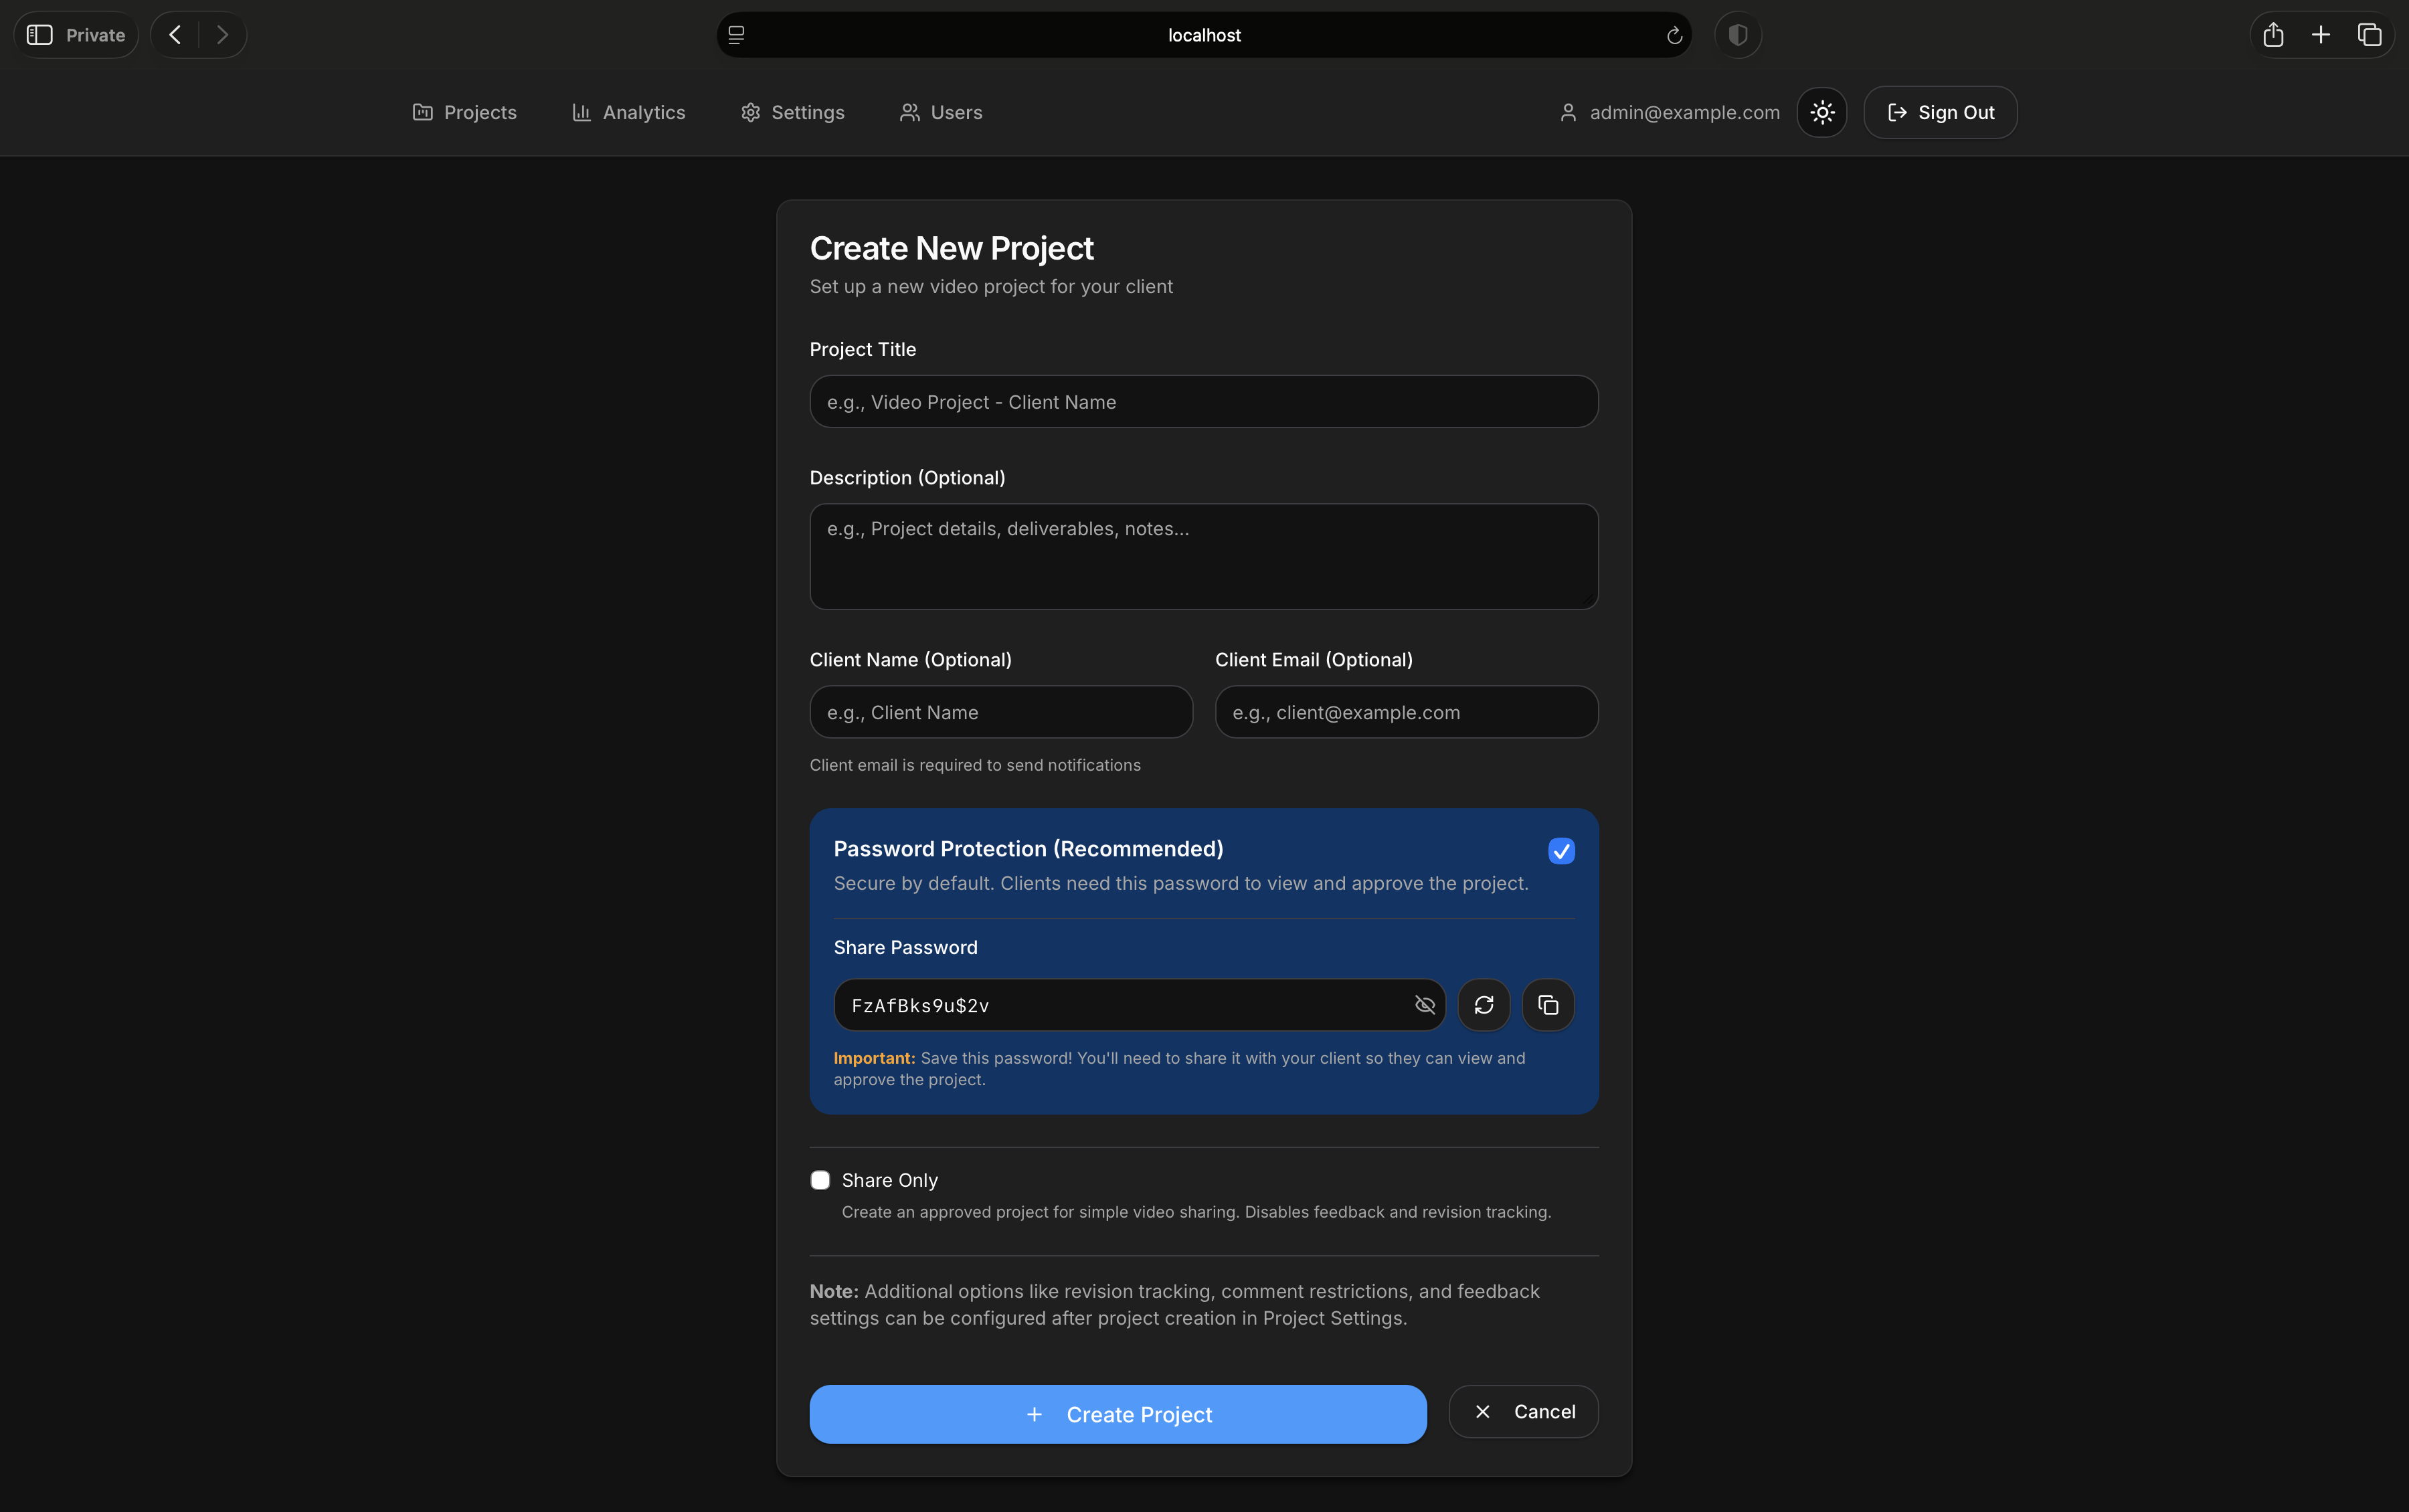 Private
localhost
Projects
Analytics
Settings
Users
admin@example.com
Sign Out
Create New Project
Set up a new video project for your client
Project Title
e.g., Video Project - Client Name
Description (Optional)
e.g., Project details, deliverables, notes...
Client Name (Optional)
Client Email (Optional)
e.g., Client Name
e.g., client@example.com
Client email is required to send notifications
Password Protection (Recommended)
Secure by default. Clients need this password to view and approve the project.
Share Password
FzAfBks9u$2v
Important: Save this password! You'll need to share it with your client so they can view and
approve the project.
Share Only
Create an approved project for simple video sharing. Disables feedback and revision tracking.
Note: Additional options like revision tracking, comment restrictions, and feedback
settings can be configured after project creation in Project Settings.
Create Project
Cancel